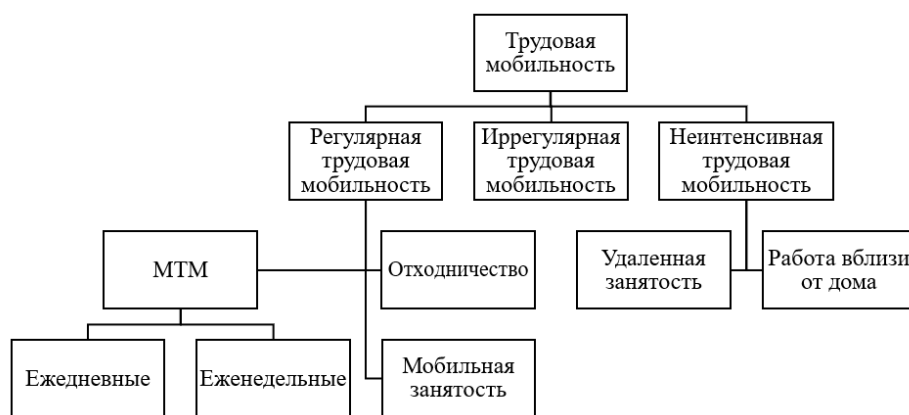 Трудовая
мобильность
Регулярная
трудовая
мобильность
Иррегулярная
трудовая
мобильность
Неинтенсивная
трудовая
мобильность
МТМ
Отходничество
Удаленная
занятость
Работа вблизи
от дома
Ежедневные
Еженедельные
Мобильная
занятость